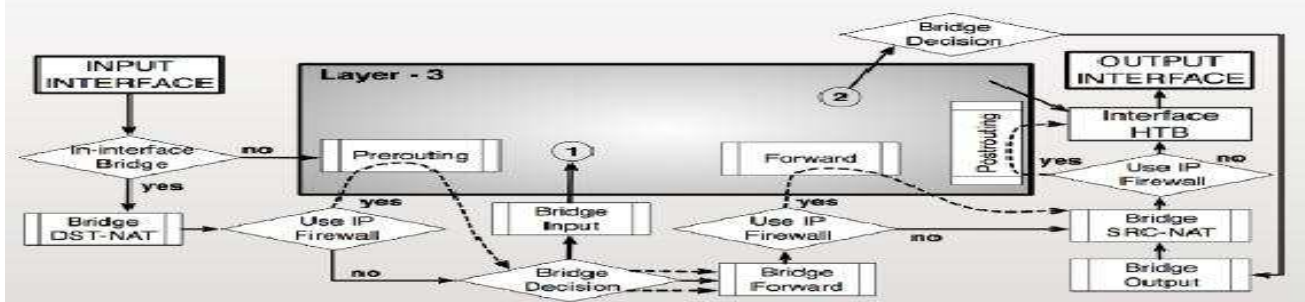 Bridge
Decision
INPUT
INTERFACE
Layer - 3
OUTPUT
INTERFACE
2
Interface
HTB
In-interface
Bridge
no
Prerouting
1
Forward
Postrouting
yes
no
Use IP
Firewall
yes
Bridge
DST-NAT
Use IP
Firewall
yes
Bridge
Input
Use IP
Firewall
yes
no
Bridge
SRC-NAT
no
Bridge
Decision
Bridge
Forward
Bridge
Output